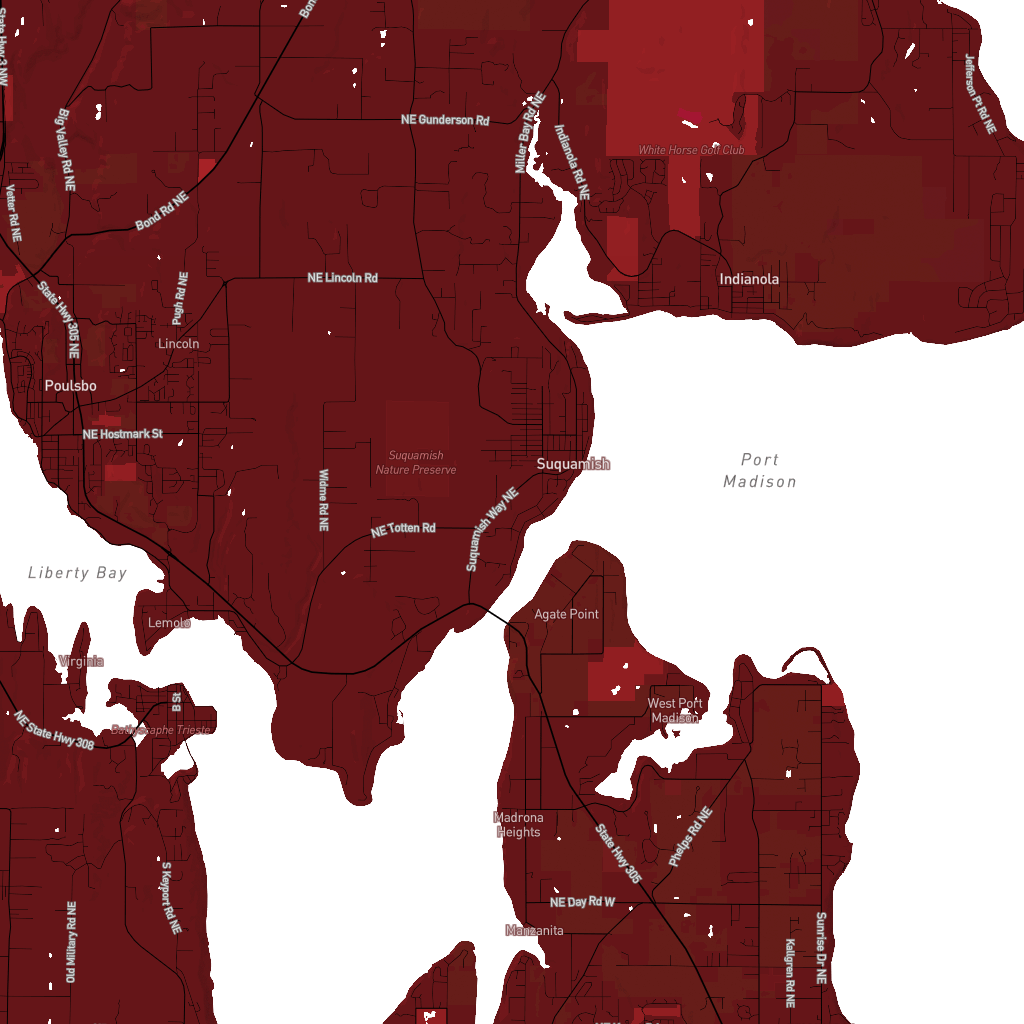 State Hwy 3 NW
Big Valley Rd NE
NE Gunderson Rd
Miller Bay Rd NE
Indianola Rd NE
White Horse Golf Club
Jefferson Pt Rd NE
Vetter Rd NE
Bond Rd NE
Pugh Rd NE
NE Lincoln Rd
Indianola
State Hwy 305 NE
Lincoln
Poulsbo
NE Hostmark St
Suquamish
Nature Preserve
Suquamish
Port
Madison
Widme Rd NE
NE Totten Rd
Suquamish Way NE
Liberty Bay
Lemolo
Agate Point
Virginia
B St
Bathyscaphe Trieste
NE State Hwy 308
West Port
Madison
Madrona
Heights
State Hwy 305
Phelps Rd NE
S Keyport Rd NE
NE Day Rd W
Old Military Rd NE
Manzanita
Kallgren Rd NE
Sunrise Dr NE